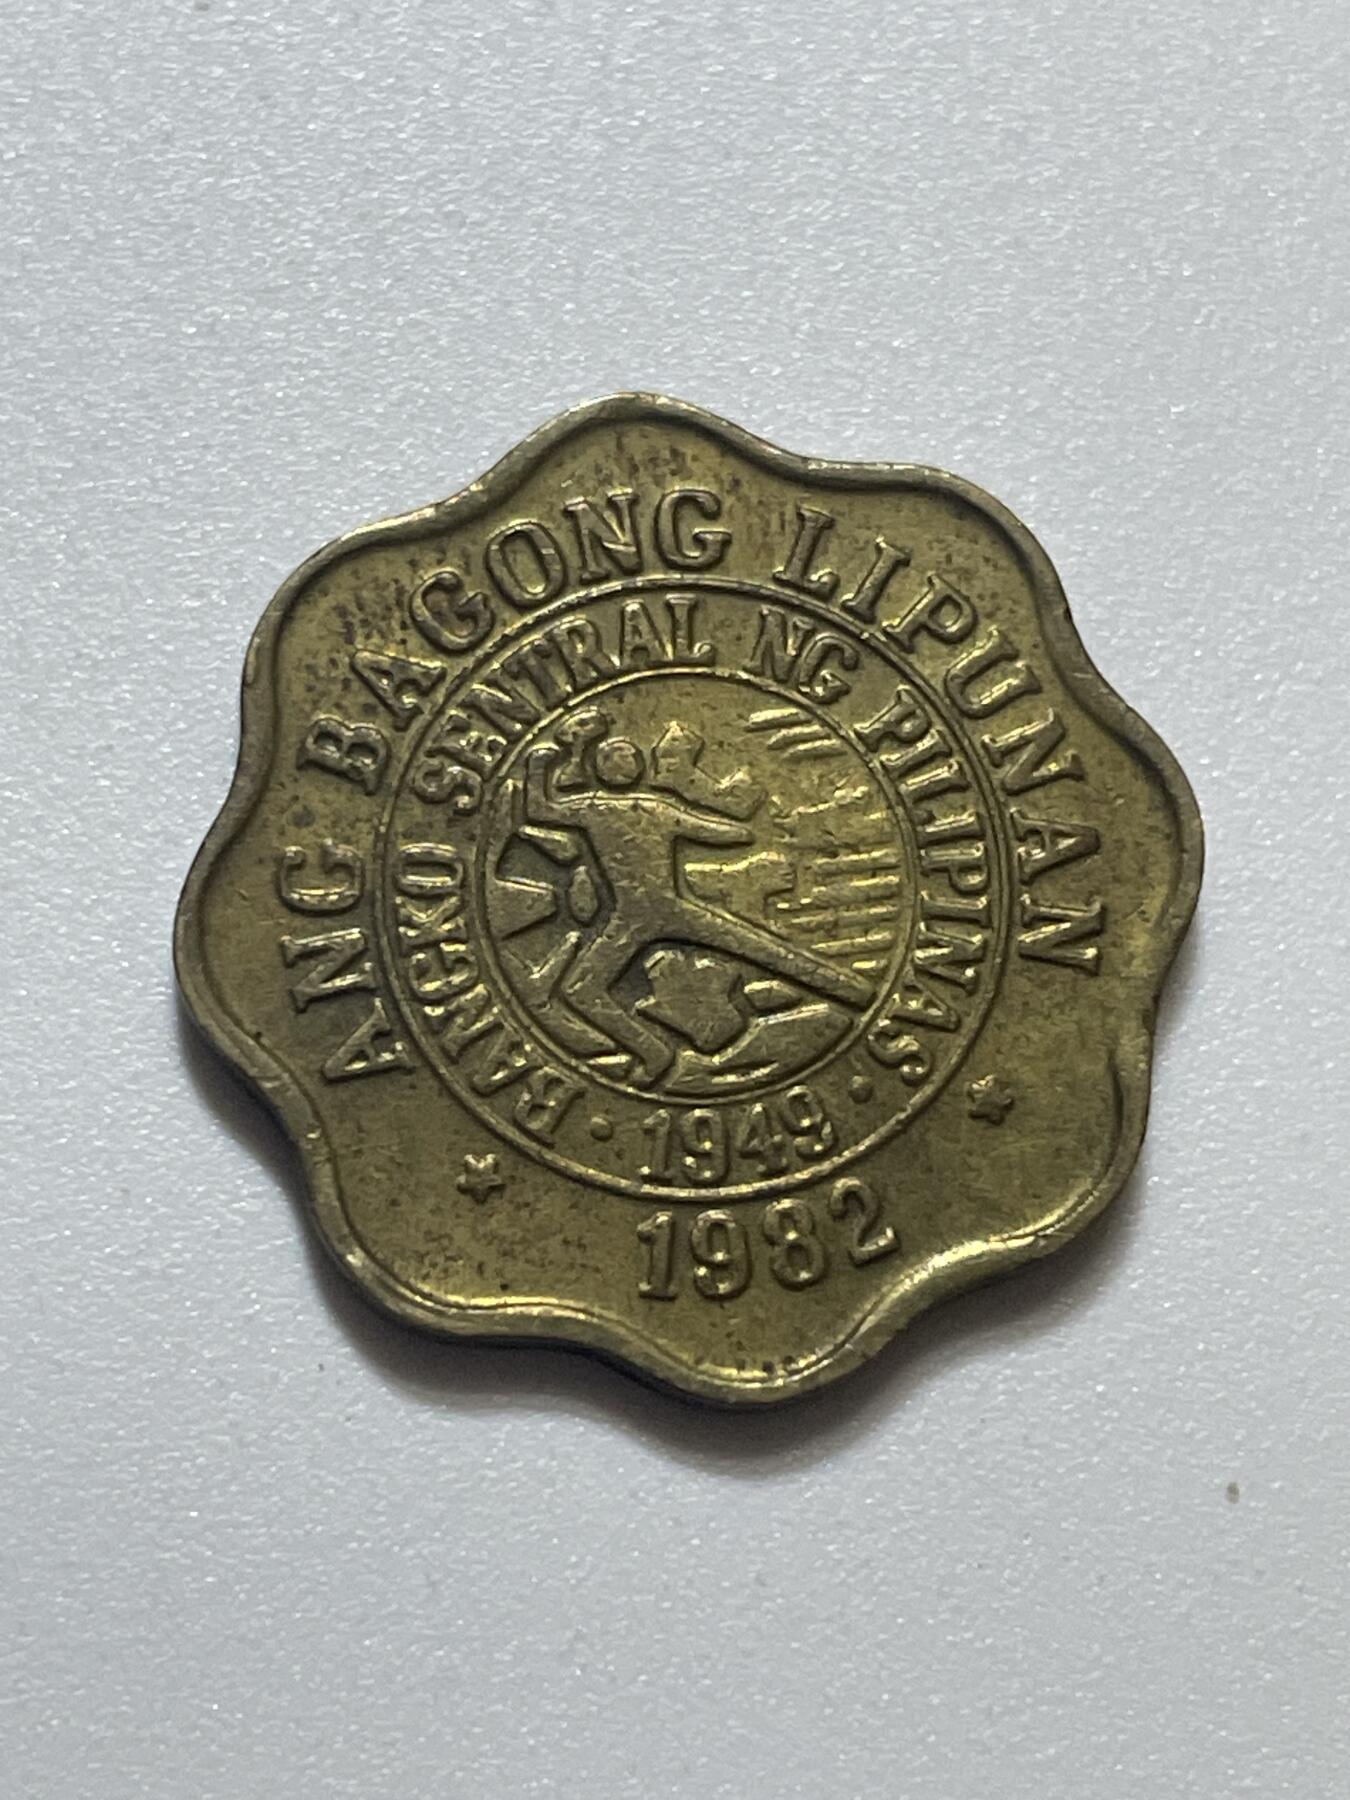 ANG BAGONG LIPUNAN
BANGKO SENTRAL NG PILIPINAS
· 1949 ·
1982